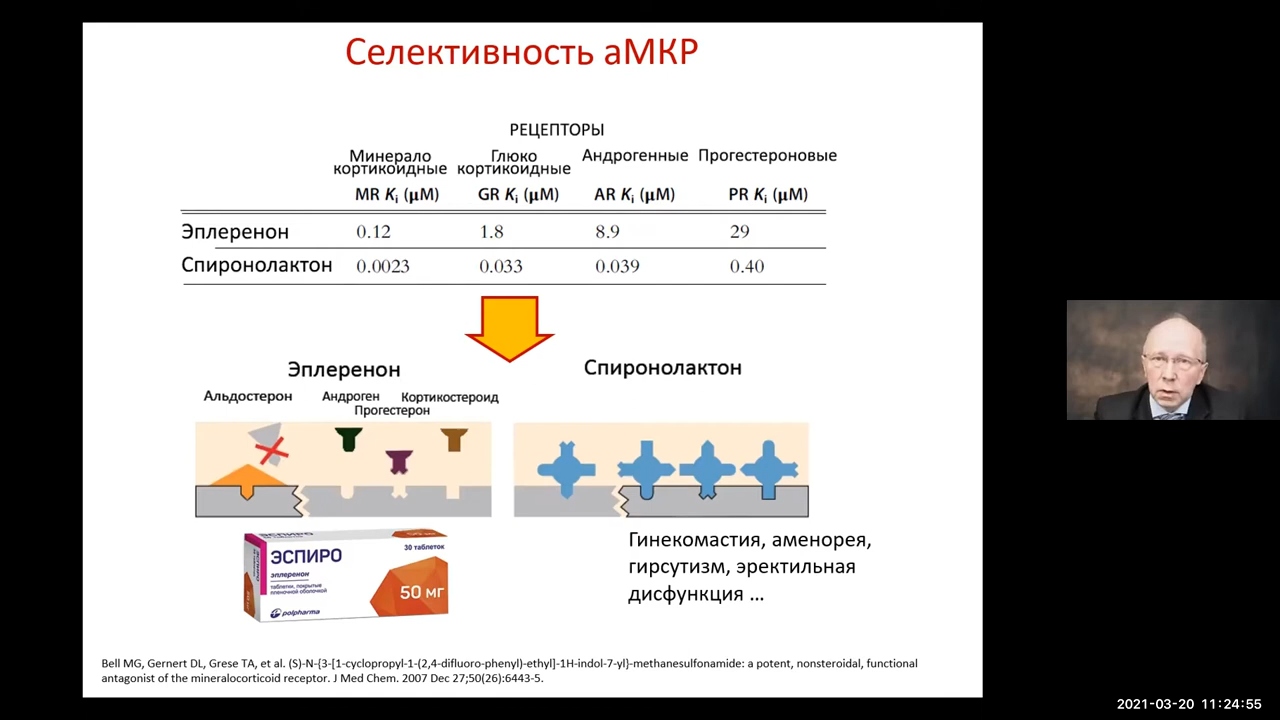 Селективность аМКР
РЕЦЕПТОРЫ
Минерало кортикоидные
Глюко кортикоидные
Андрогенные
Прогестероновые
MR Ki (μM)
GR Ki (μM)
AR Ki (μM)
PR Ki (μM)
Эплеренон 0.12 1.8 8.9 29
Спиронолактон 0.0023 0.033 0.039 0.40
Эплеренон
Спиронолактон
Альдостерон
Андроген
Прогестерон
Кортикостероид
50 мг
30 таблеток
ЭСПИРО
эплеренон
таблетки, покрытые
пленочной оболочкой
50 мг
polpharma
Гинекомастия, аменорея,
гирсутизм, эректильная
дисфункция ...
Bell MG, Gernert DL, Grese TA, et al. (S)-N-{3-[1-cyclopropyl-1-(2,4-difluoro-phenyl)-ethyl]-1H-indol-7-yl}-methanesulfonamide: a potent, nonsteroidal, functional
antagonist of the mineralocorticoid receptor. J Med Chem. 2007 Dec 27;50(26):6443-5.
2021-03-20 11:24:55